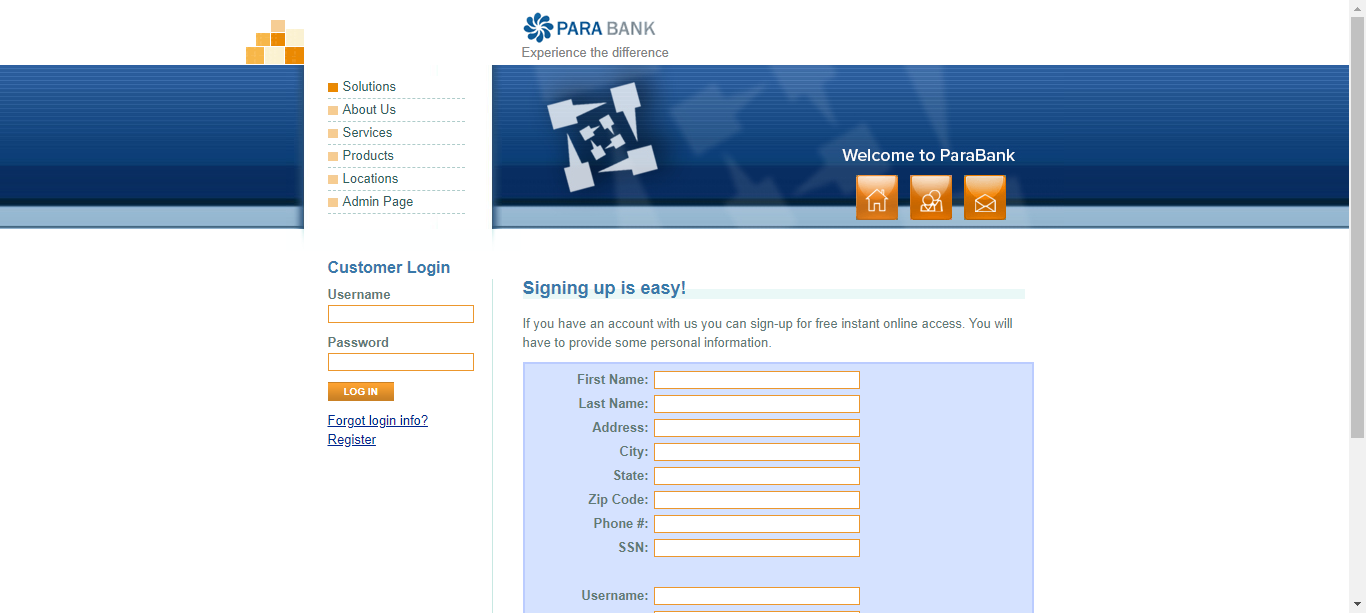 PARA BANK
Experience the difference
Solutions
About Us
Services
Products
Locations
Admin Page
Welcome to ParaBank
Customer Login
Username
Password
LOG IN
Forgot login info?
Register
Signing up is easy!
If you have an account with us you can sign-up for free instant online access. You will
have to provide some personal information.
First Name:
Last Name:
Address:
City:
State:
Zip Code:
Phone #:
SSN:
Username: